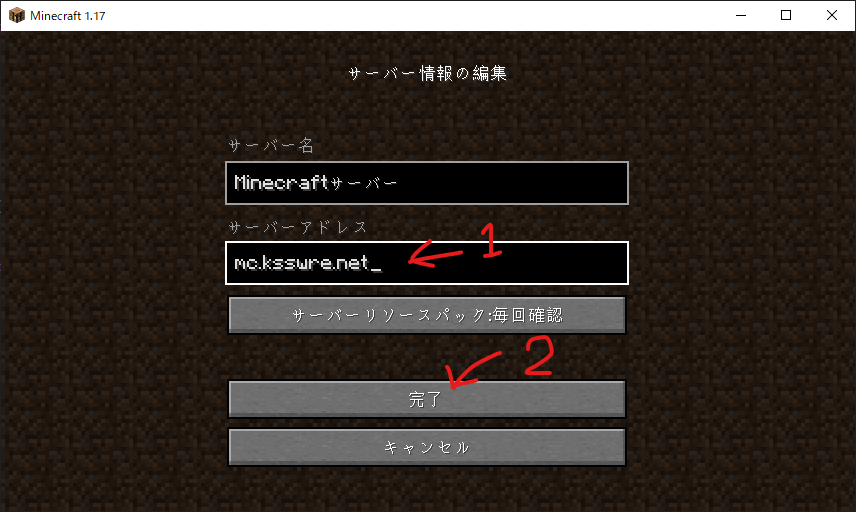 Minecraft 1.17
サーバー情報の編集
サーバー名
Minecraftサーバー
サーバーアドレス
mc.ksswre.net_
1
サーバーリソースパック:毎回確認
2
完了
キャンセル